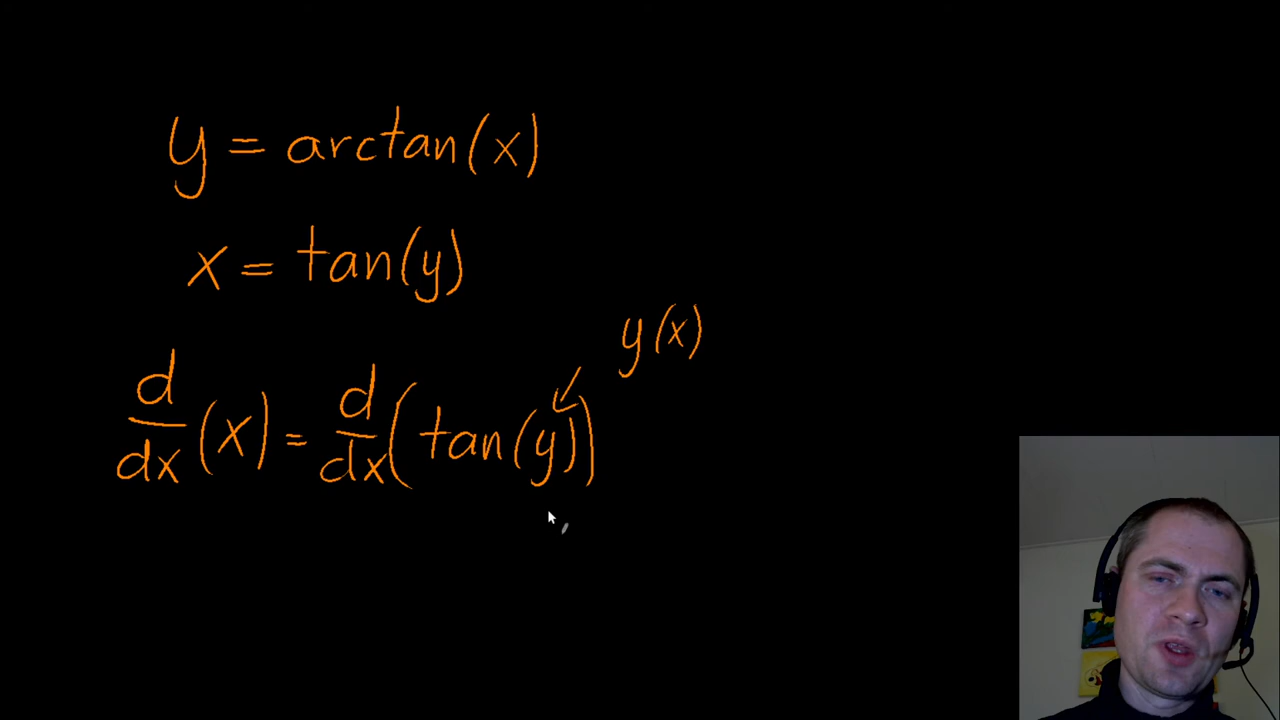 y = arctan(x)
x = tan(y)
y(x)
d/dx (x) = d/dx (tan(y))